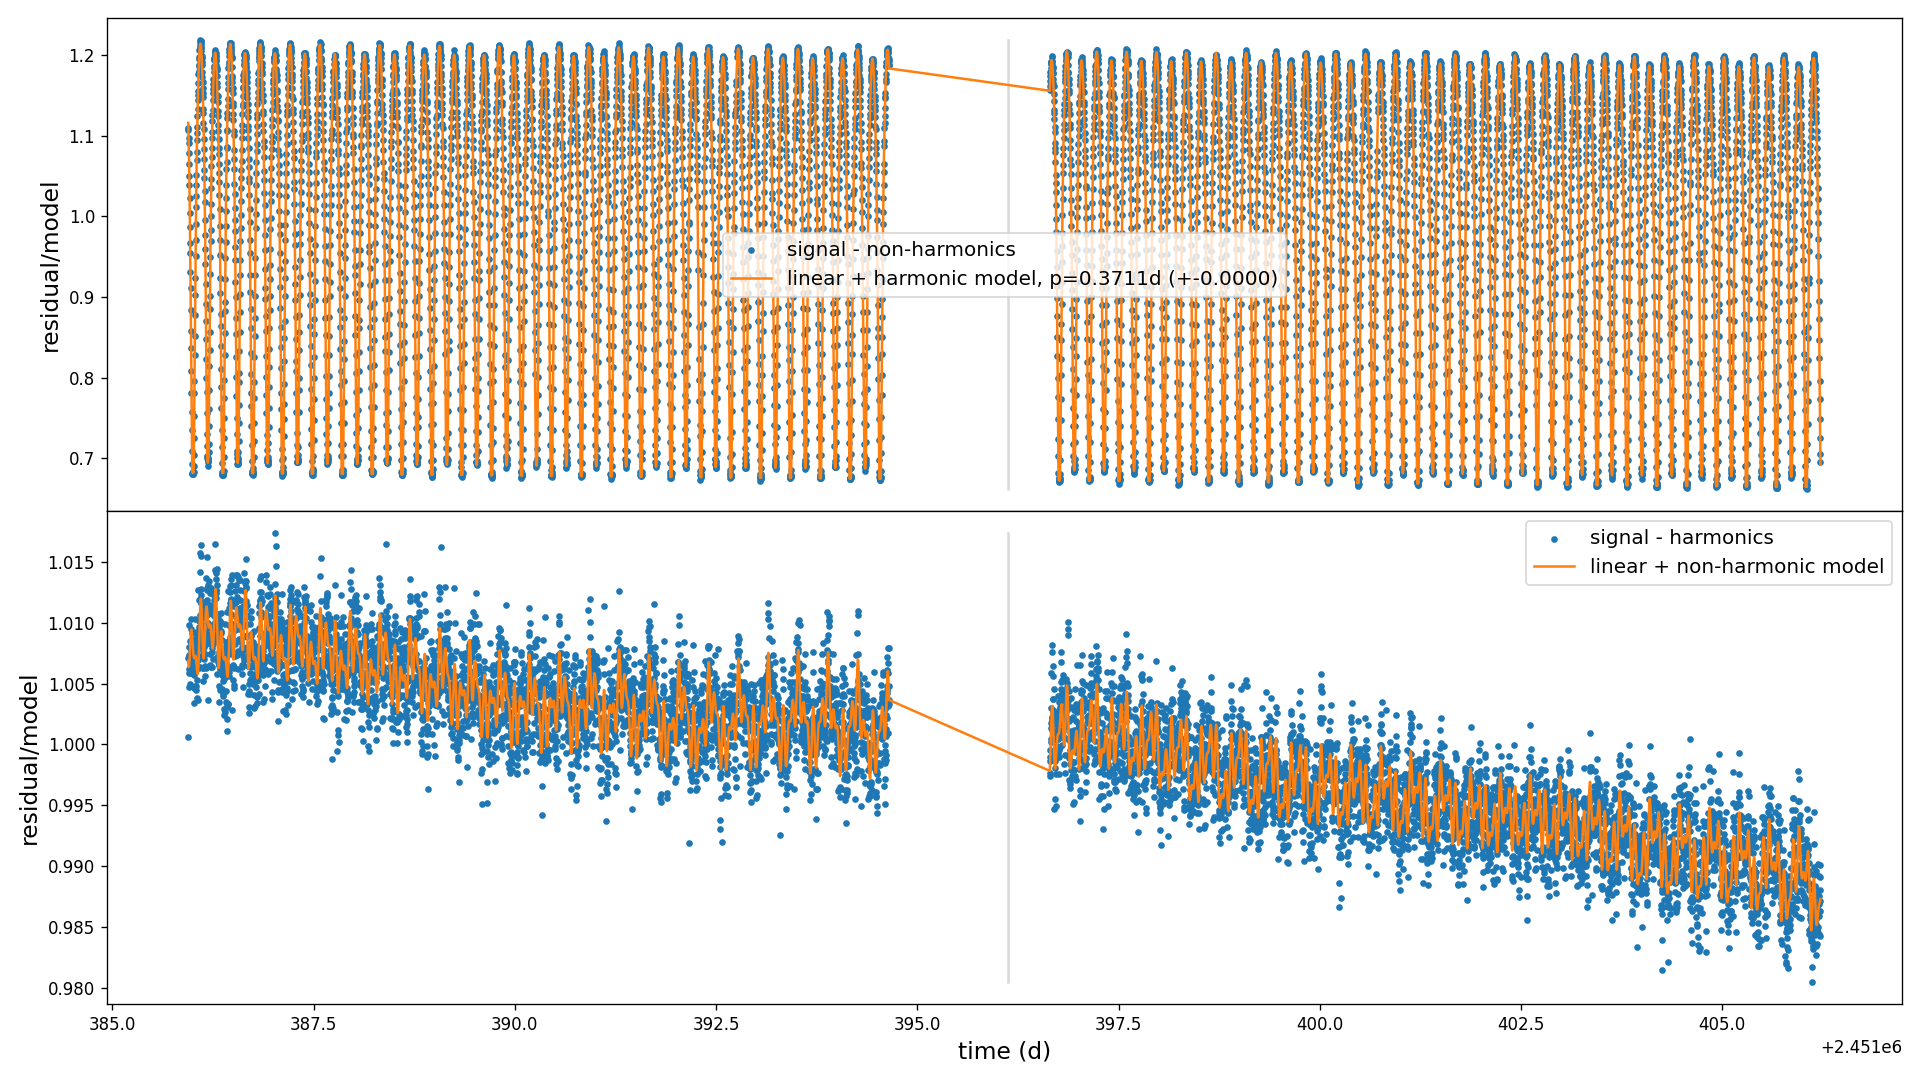 1.2
1.1
1.0
0.9
0.8
0.7
residual/model
signal - non-harmonics
linear + harmonic model, p=0.3711d (+-0.0000)
1.015
1.010
1.005
1.000
0.995
0.990
0.985
0.980
residual/model
signal - harmonics
linear + non-harmonic model
385.0 387.5 390.0 392.5 395.0 397.5 400.0 402.5 405.0
time (d)
+2.451e6